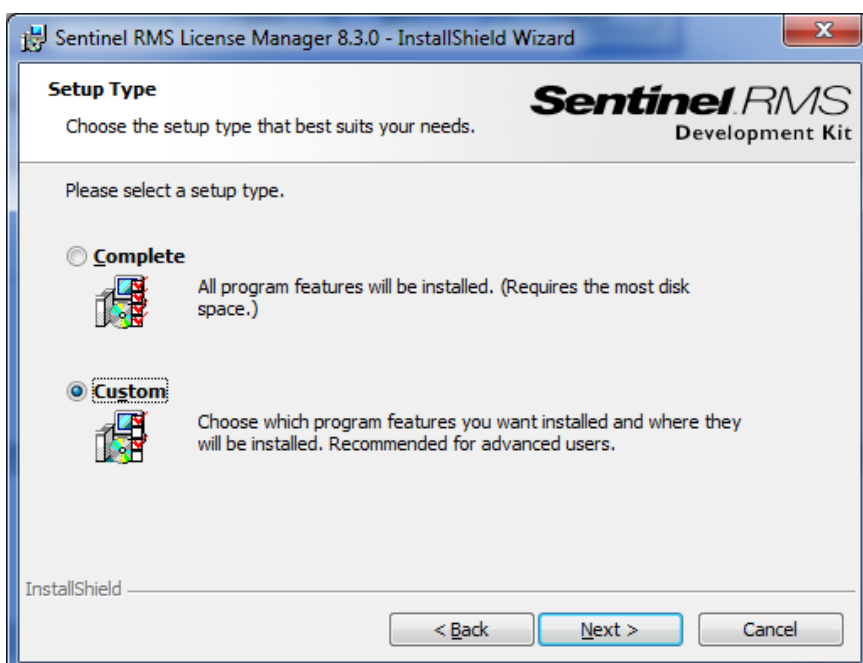 Sentinel RMS License Manager 8.3.0 - InstallShield Wizard
Setup Type
Choose the setup type that best suits your needs.
Sentinel RMS
Development Kit
Please select a setup type.
Complete
All program features will be installed. (Requires the most disk
space.)
Custom
Choose which program features you want installed and where they
will be installed. Recommended for advanced users.
InstallShield
< Back
Next >
Cancel